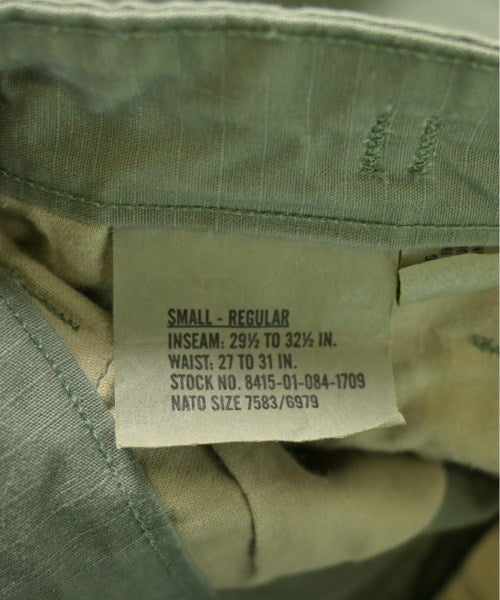 SMALL - REGULAR
INSEAM: 29½ TO 32½ IN.
WAIST: 27 TO 31 IN.
STOCK NO. 8415-01-084-1709
NATO SIZE 7583/6979